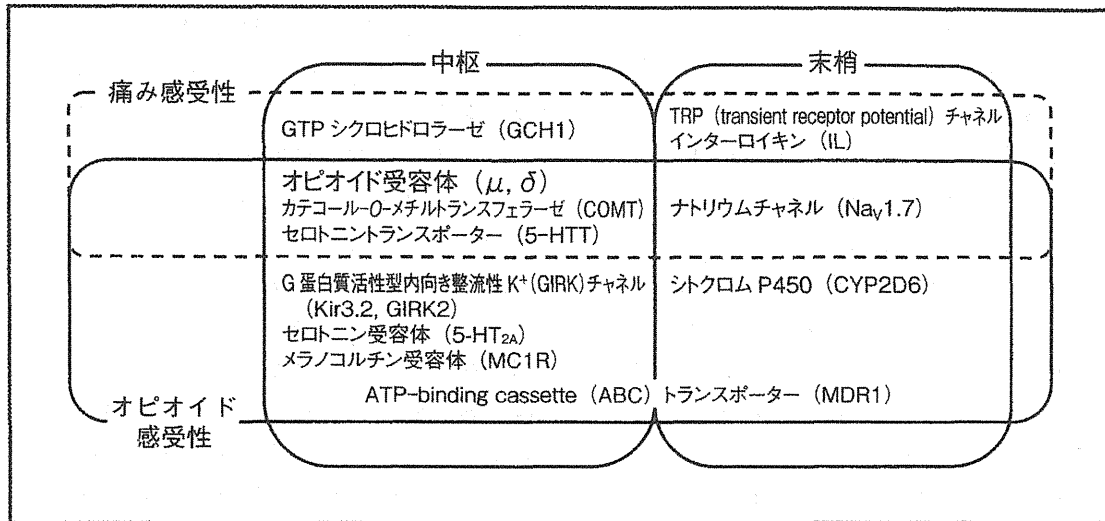 中枢
末梢
痛み感受性
GTP シクロヒドロラーゼ（GCH1）
TRP（transient receptor potential）チャネル
インターロイキン（IL）
オピオイド受容体（μ, δ）
カテコール-O-メチルトランスフェラーゼ（COMT）
セロトニントランスポーター（5-HTT）
ナトリウムチャネル（NaV1.7）
G 蛋白質活性型内向き整流性 K⁺(GIRK)チャネル
（Kir3.2, GIRK2）
セロトニン受容体（5-HT2A）
メラノコルチン受容体（MC1R）
シトクロム P450（CYP2D6）
ATP-binding cassette（ABC）トランスポーター（MDR1）
オピオイド
感受性